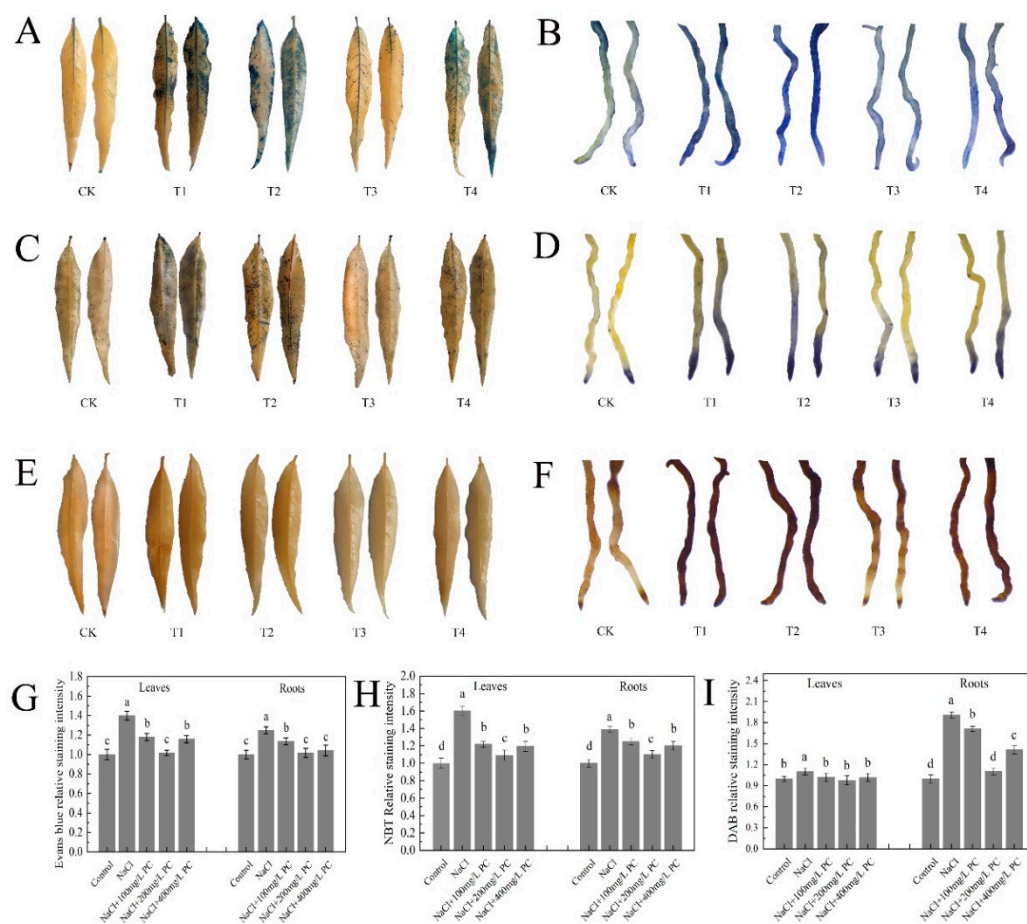 A
CK T1 T2 T3 T4
B
CK T1 T2 T3 T4
C
CK T1 T2 T3 T4
D
CK T1 T2 T3 T4
E
CK T1 T2 T3 T4
F
CK T1 T2 T3 T4
G
Evans blue relative staining intensity
1.8
1.6
1.4
1.2
1.0
0.8
0.6
0.4
0.2
0.0
Leaves Roots
c a b c b c a b c c
Control NaCl NaCl+100mg/L PC NaCl+200mg/L PC NaCl+400mg/L PC Control NaCl NaCl+100mg/L PC NaCl+200mg/L PC NaCl+400mg/L PC
H
NBT Relative staining intensity
2.0
1.8
1.6
1.4
1.2
1.0
0.8
0.6
0.4
0.2
0.0
Leaves Roots
d a b c b d a b c b
Control NaCl NaCl+100mg/L PC NaCl+200mg/L PC NaCl+400mg/L PC Control NaCl NaCl+100mg/L PC NaCl+200mg/L PC NaCl+400mg/L PC
I
DAB relative staining intensity
2.4
2.1
1.8
1.5
1.2
0.9
0.6
0.3
0.0
Leaves Roots
b a b b b d a b d c
Control NaCl NaCl+100mg/L PC NaCl+200mg/L PC NaCl+400mg/L PC Control NaCl NaCl+100mg/L PC NaCl+200mg/L PC NaCl+400mg/L PC